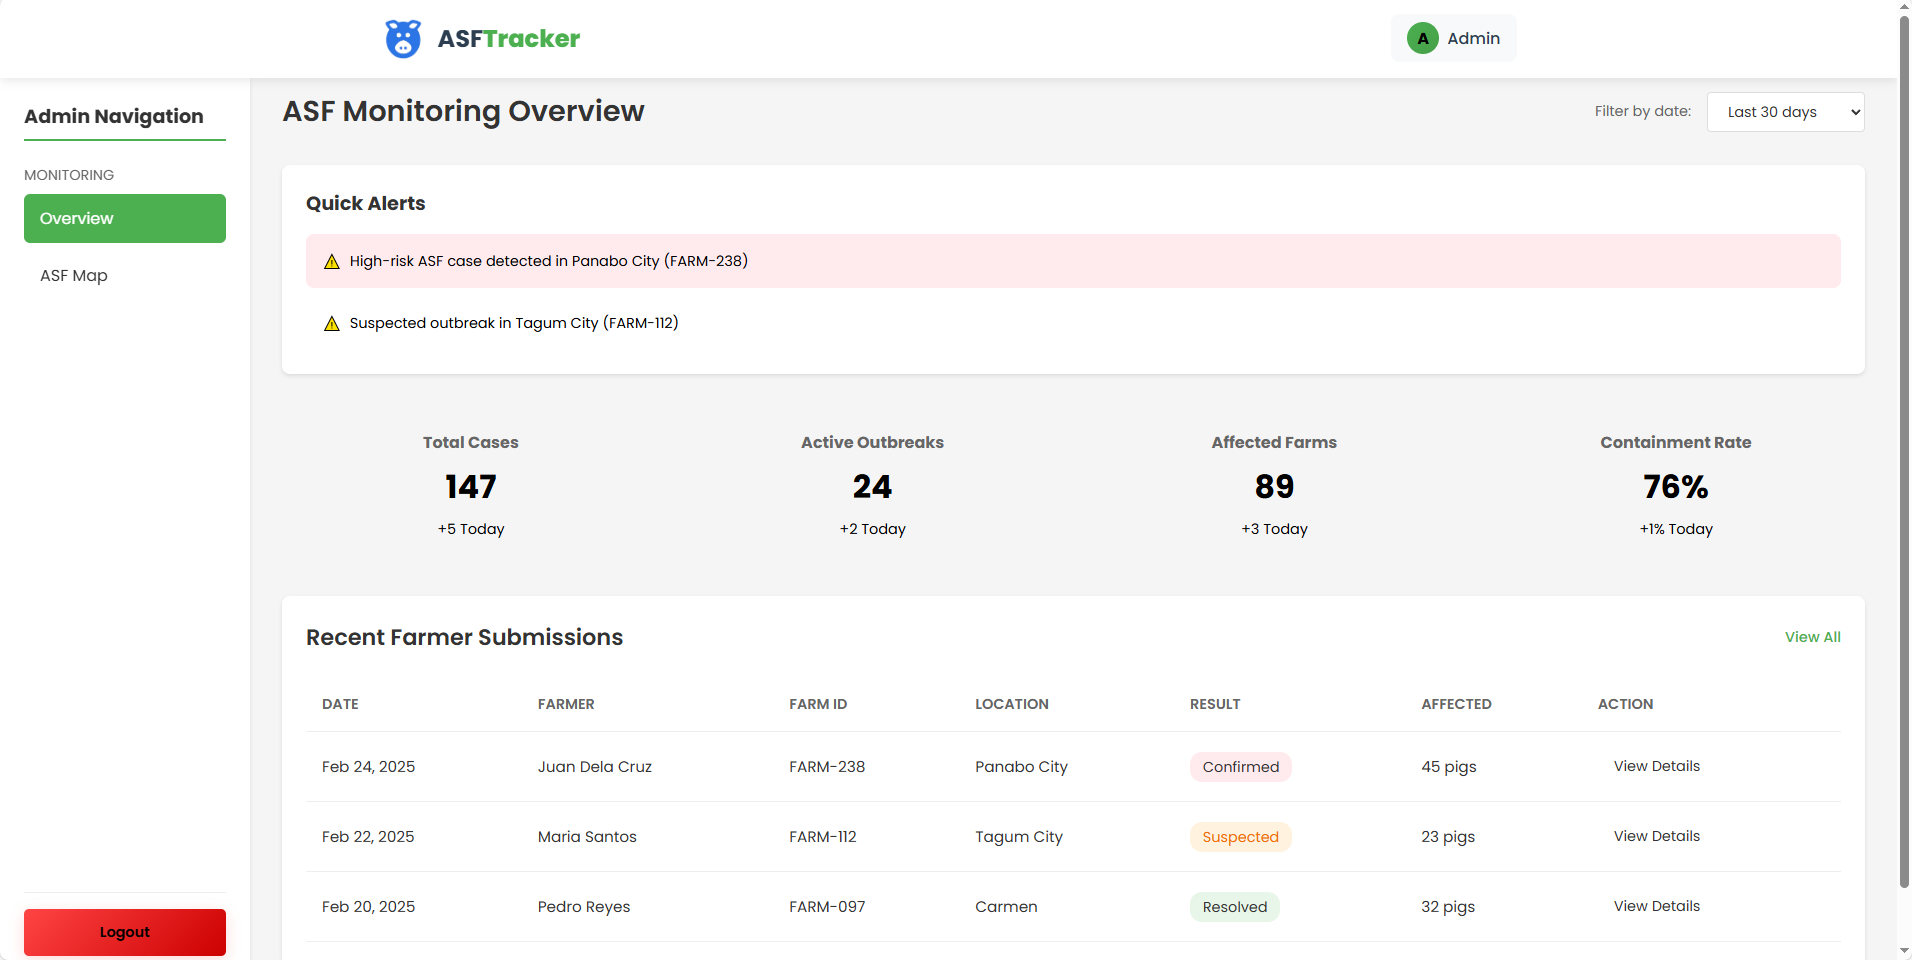 ASFTracker
A Admin
Admin Navigation
MONITORING
Overview
ASF Map
Logout
ASF Monitoring Overview
Filter by date: Last 30 days
Quick Alerts
High-risk ASF case detected in Panabo City (FARM-238)
Suspected outbreak in Tagum City (FARM-112)
Total Cases
147
+5 Today
Active Outbreaks
24
+2 Today
Affected Farms
89
+3 Today
Containment Rate
76%
+1% Today
Recent Farmer Submissions
View All
DATE FARMER FARM ID LOCATION RESULT AFFECTED ACTION
Feb 24, 2025 Juan Dela Cruz FARM-238 Panabo City Confirmed 45 pigs View Details
Feb 22, 2025 Maria Santos FARM-112 Tagum City Suspected 23 pigs View Details
Feb 20, 2025 Pedro Reyes FARM-097 Carmen Resolved 32 pigs View Details